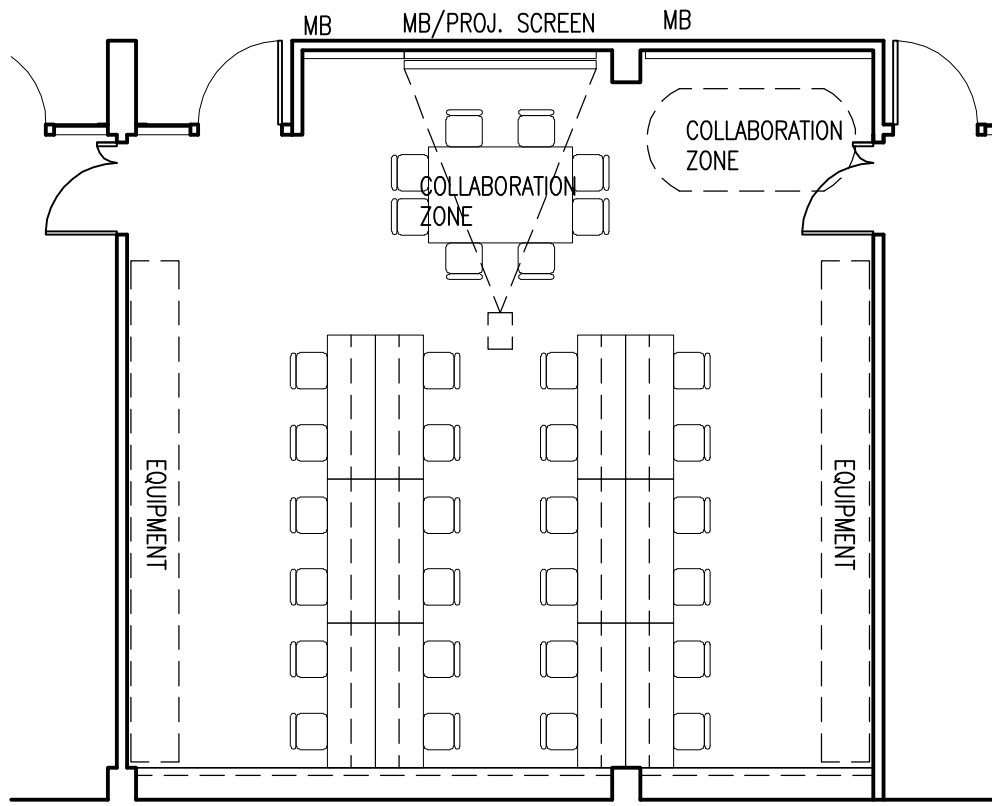 MB
MB/PROJ. SCREEN
MB
COLLABORATION
ZONE
COLLABORATION
ZONE
EQUIPMENT
EQUIPMENT